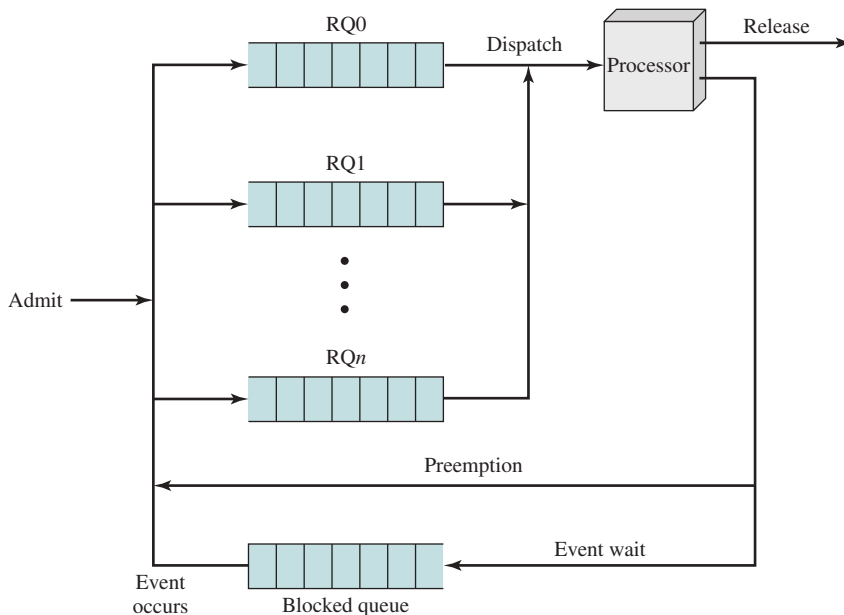 RQ0
Dispatch
Release
Processor
RQ1
Admit
RQn
Preemption
Event wait
Event
occurs
Blocked queue